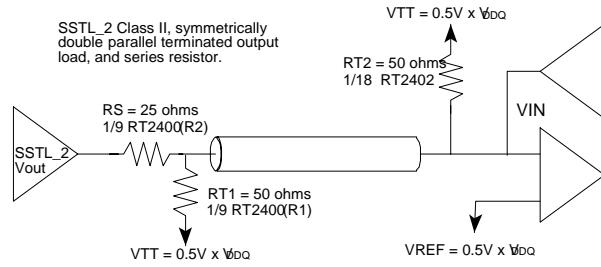 SSTL_2 Class II, symmetrically
double parallel terminated output
load, and series resistor.
VTT = 0.5V x VDDQ
RT2 = 50 ohms
1/18 RT2402
RS = 25 ohms
1/9 RT2400(R2)
VIN
SSTL_2
Vout
RT1 = 50 ohms
1/9 RT2400(R1)
VTT = 0.5V x VDDQ
VREF = 0.5V x VDDQ